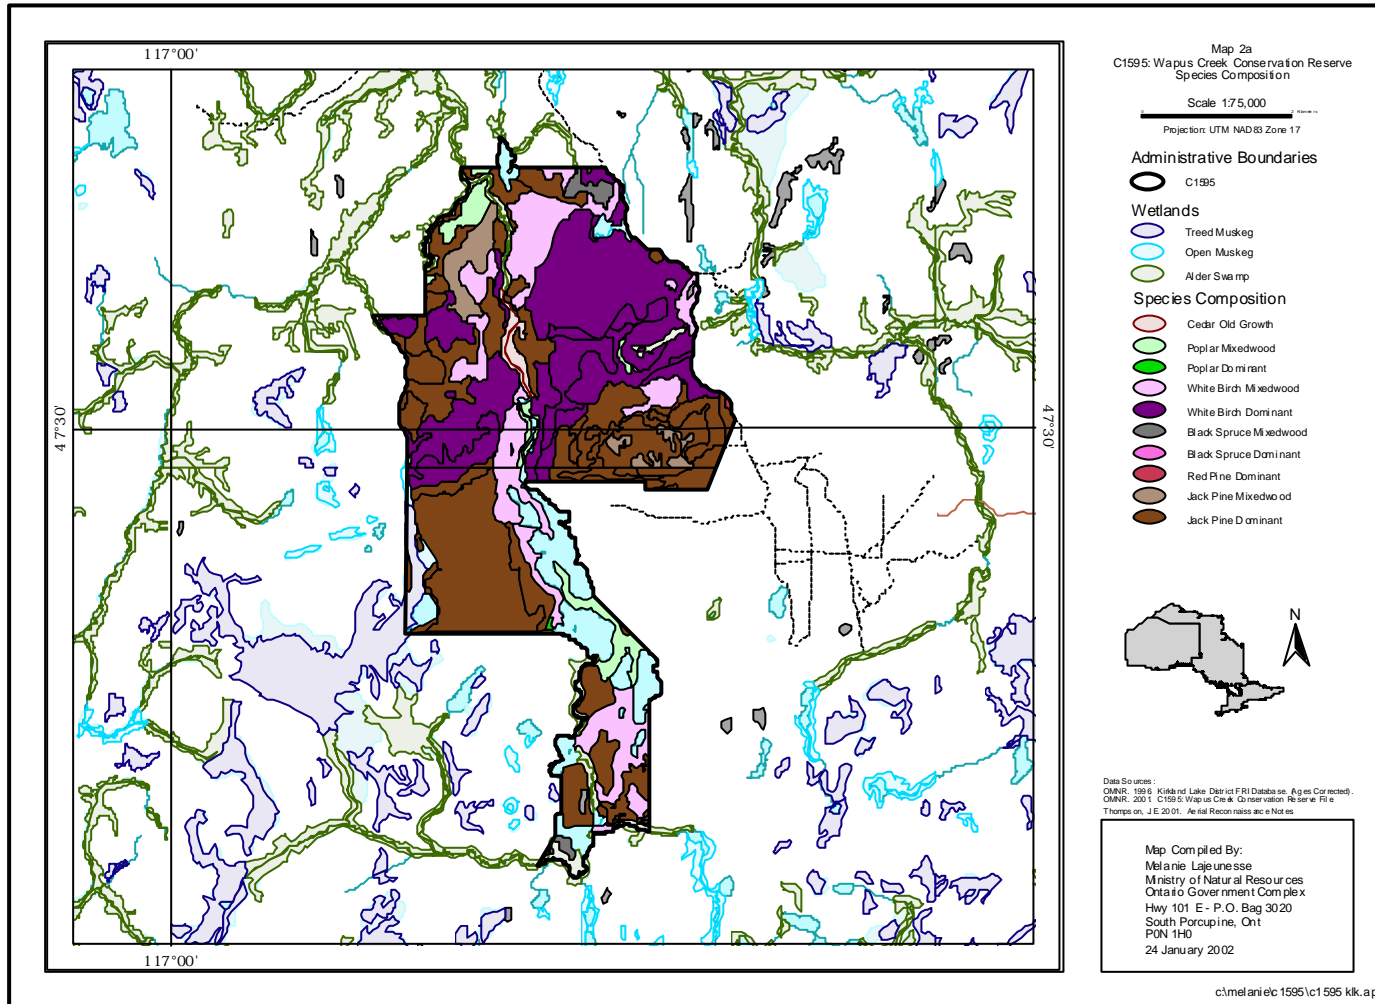 117°00'
Map 2a
C1595: Wapus Creek Conservation Reserve
Species Composition
Scale 1:75,000
Projection: UTM NAD83 Zone 17
Administrative Boundaries
C1595
Wetlands
Treed Muskeg
Open Muskeg
Alder Swamp
Species Composition
Cedar Old Growth
Poplar Mixedwood
Poplar Dominant
White Birch Mixedwood
White Birch Dominant
Black Spruce Mixedwood
Black Spruce Dominant
Red Pine Dominant
Jack Pine Mixedwood
Jack Pine Dominant
47°30'
47°30'
N
Data Sources:
OMNR. 1996. Kirkland Lake District FRI Database. (Ages Corrected).
OMNR. 2001. C1595: Wapus Creek Conservation Reserve File
Thompson, J.E. 2001. Aerial Reconnaissance Notes
Map Compiled By:
Melanie Lajeunesse
Ministry of Natural Resources
Ontario Government Complex
Hwy 101 E - P.O. Bag 3020
South Porcupine, Ont
P0N 1H0
24 January 2002
117°00'
c:\melanie\c1595\c1595 klk.ap